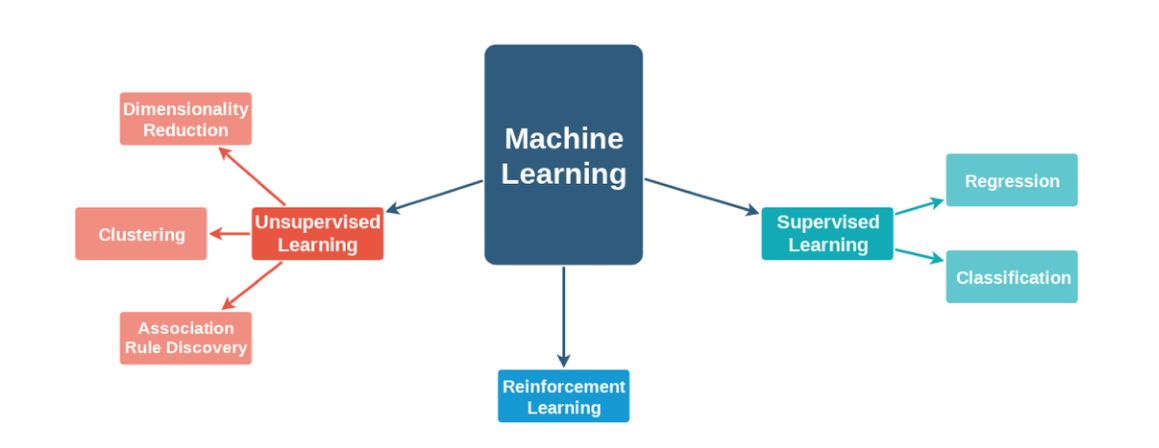 Machine
Learning
Dimensionality
Reduction
Clustering
Unsupervised
Learning
Association
Rule Discovery
Supervised
Learning
Regression
Classification
Reinforcement
Learning